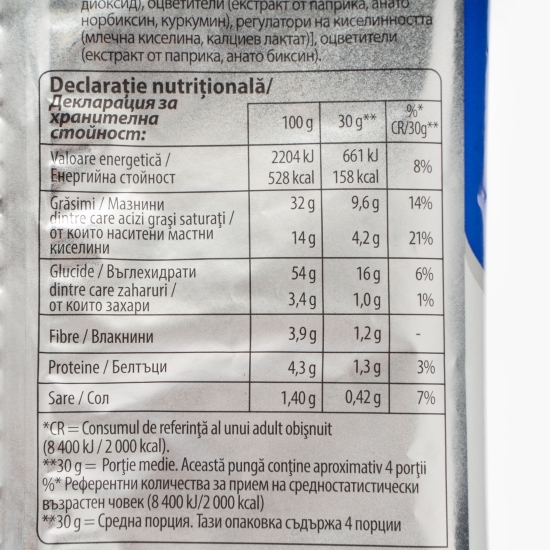 диоксид), оцветители (екстракт от паприка, анато
норбиксин, куркумин), регулатори на киселинността
(млечна киселина, калциев лактат)], оцветители
(екстракт от паприка, анато биксин).
Declarație nutrițională/
Декларация за
хранителна
стойност:
100 g
30 g**
%*
CR/30g**
Valoare energetică /
Енергийна стойност
2204 kJ
528 kcal
661 kJ
158 kcal
8%
Grăsimi / Мазнини
32 g
9,6 g
14%
dintre care acizi grași saturați /
от които наситени мастни
киселини
14 g
4,2 g
21%
Glucide / Въглехидрати
54 g
16 g
6%
dintre care zaharuri /
от които захари
3,4 g
1,0 g
1%
Fibre / Влакнини
3,9 g
1,2 g
-
Proteine / Белтъци
4,3 g
1,3 g
3%
Sare / Сол
1,40 g
0,42 g
7%
*CR = Consumul de referință al unui adult obișnuit
(8 400 kJ / 2 000 kcal).
**30 g = Porție medie. Această pungă conține aproximativ 4 porții
%* Референтни количества за прием на средностатистически
възрастен човек (8 400 kJ/2 000 kcal)
**30 g = Средна порция. Тази опаковка съдържа 4 порции